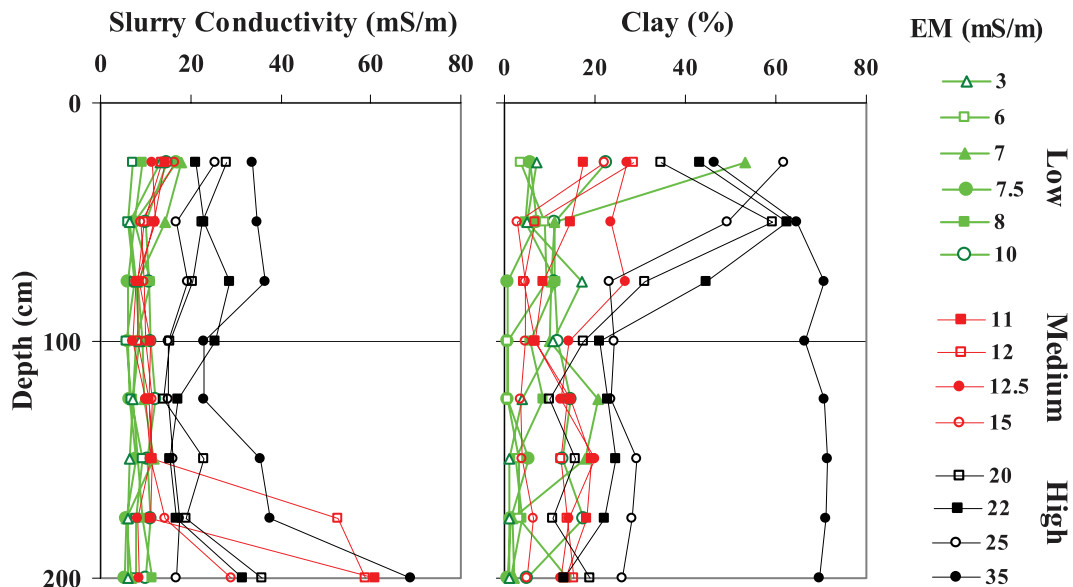 Slurry Conductivity (mS/m)
Clay (%)
EM (mS/m)
0 20 40 60 80
0 20 40 60 80
Depth (cm)
0
100
200
3
6
7
7.5
8
10
Low
11
12
12.5
15
Medium
20
22
25
35
High